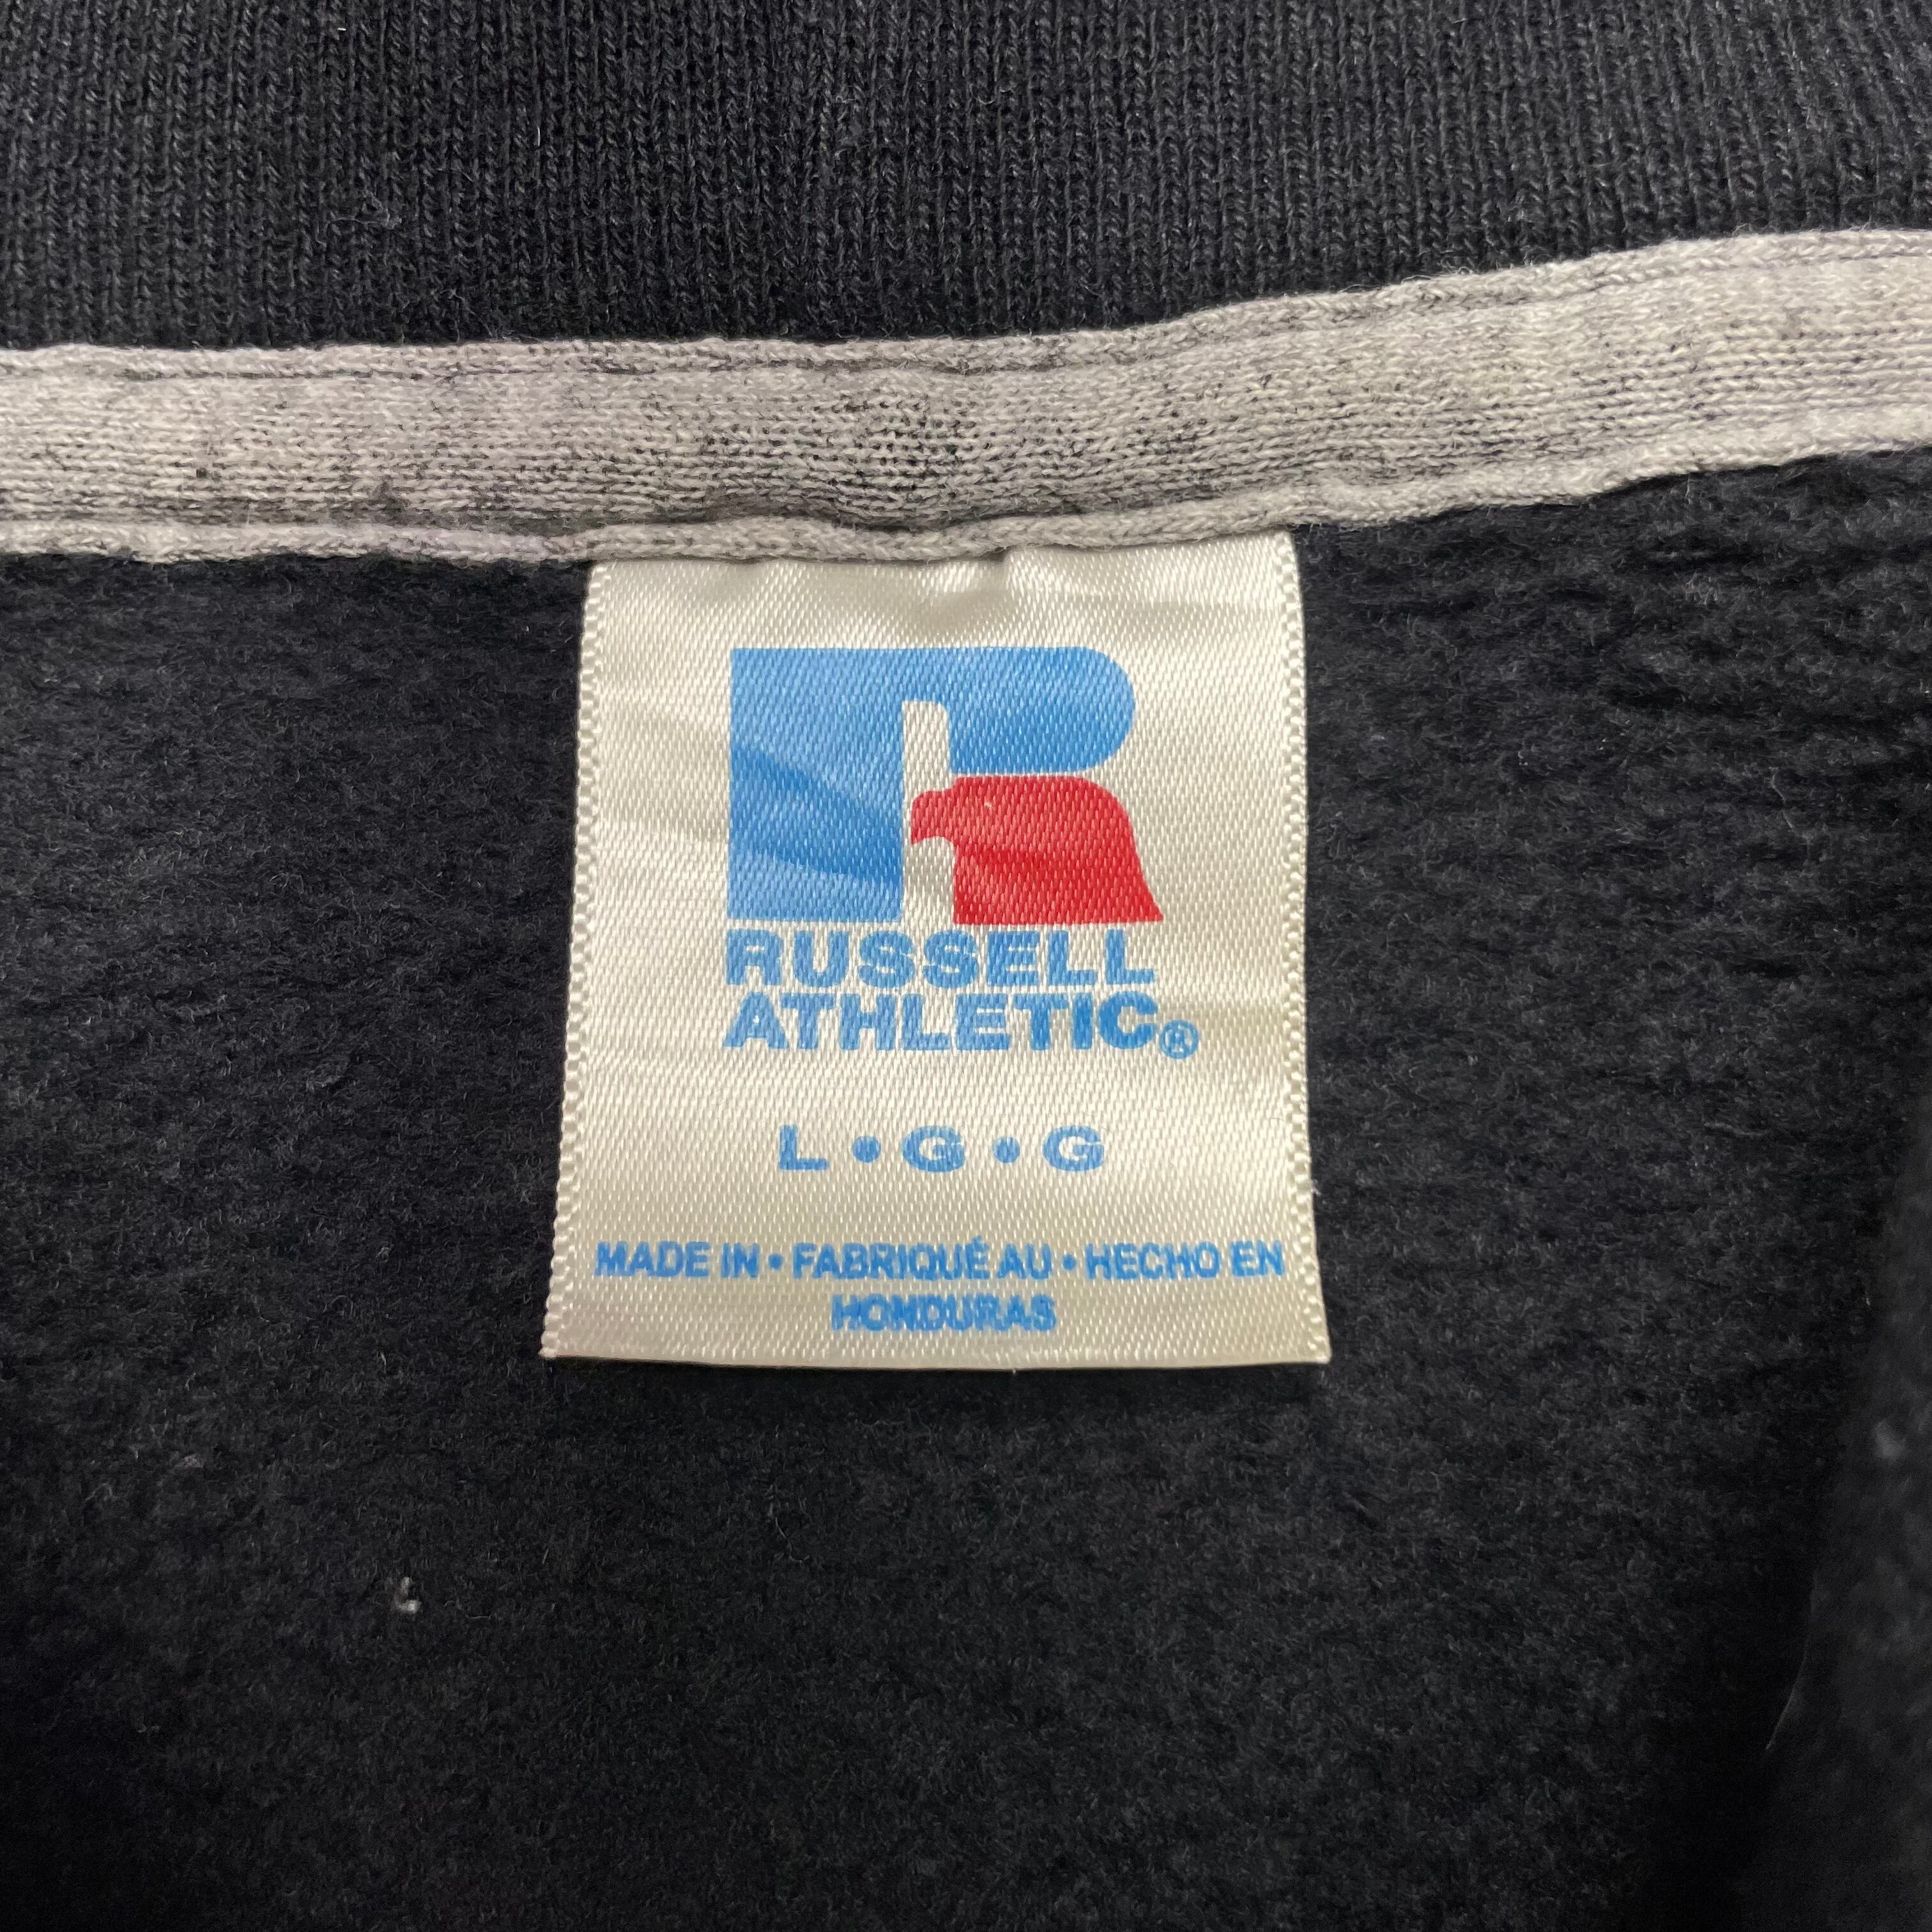 R
RUSSELL
ATHLETIC®
L • G • G
MADE IN • FABRIQUÉ AU • HECHO EN
HONDURAS